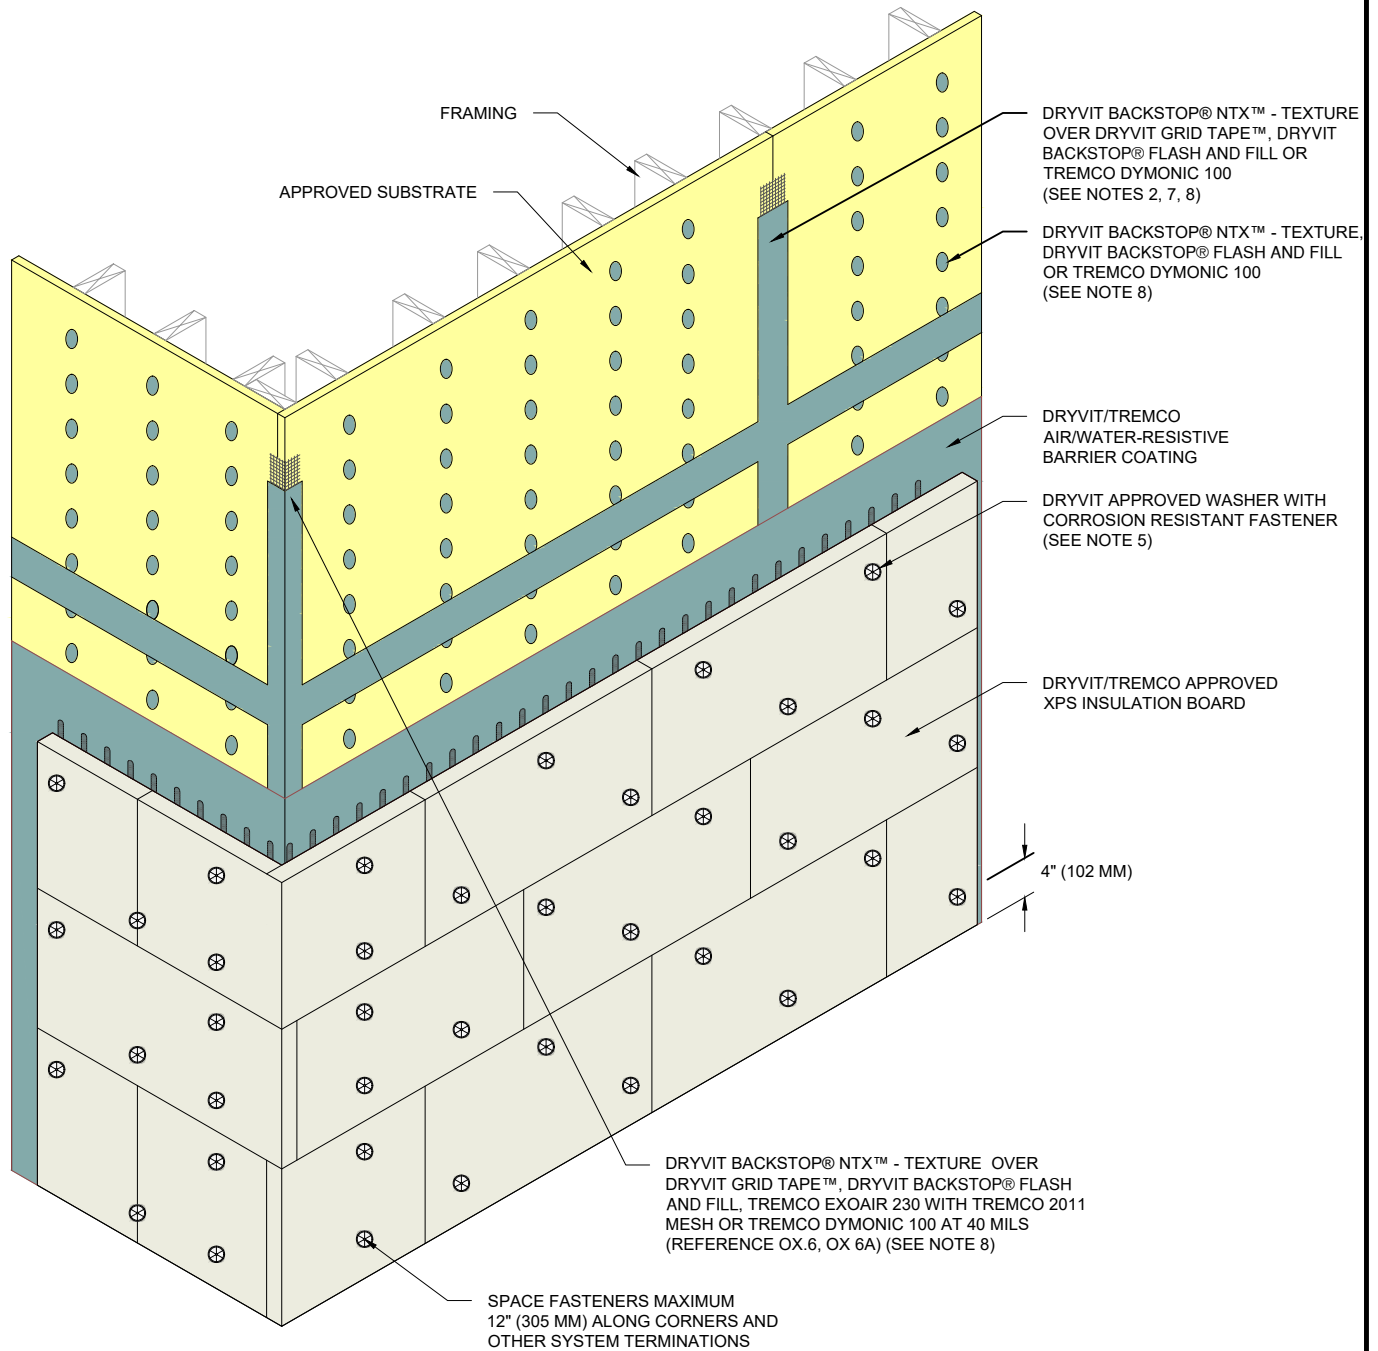 FRAMING
APPROVED SUBSTRATE
DRYVIT BACKSTOP® NTX™ - TEXTURE
OVER DRYVIT GRID TAPE™, DRYVIT
BACKSTOP® FLASH AND FILL OR
TREMCO DYMONIC 100
(SEE NOTES 2, 7, 8)
DRYVIT BACKSTOP® NTX™ - TEXTURE,
DRYVIT BACKSTOP® FLASH AND FILL
OR TREMCO DYMONIC 100
(SEE NOTE 8)
DRYVIT/TREMCO
AIR/WATER-RESISTIVE
BARRIER COATING
DRYVIT APPROVED WASHER WITH
CORROSION RESISTANT FASTENER
(SEE NOTE 5)
DRYVIT/TREMCO APPROVED
XPS INSULATION BOARD
4" (102 MM)
DRYVIT BACKSTOP® NTX™ - TEXTURE OVER
DRYVIT GRID TAPE™, DRYVIT BACKSTOP® FLASH
AND FILL, TREMCO EXOAIR 230 WITH TREMCO 2011
MESH OR TREMCO DYMONIC 100 AT 40 MILS
(REFERENCE OX.6, OX 6A) (SEE NOTE 8)
SPACE FASTENERS MAXIMUM
12" (305 MM) ALONG CORNERS AND
OTHER SYSTEM TERMINATIONS